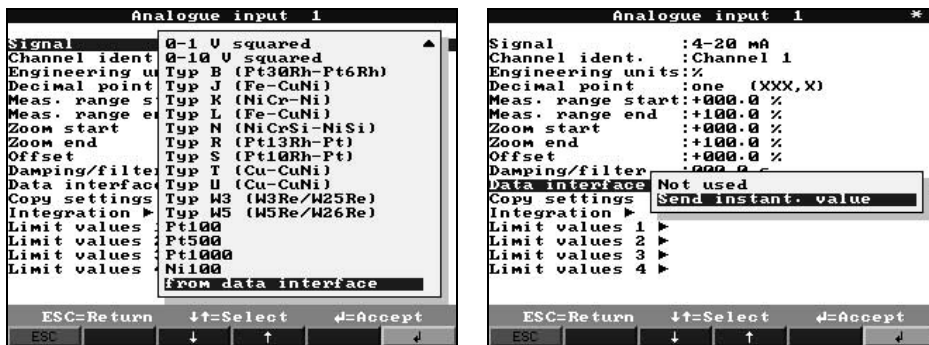 Analogue input 1
Signal
Channel ident
Engineering u
Decimal point
Meas. range s
Meas. range e
Zoom start
Zoom end
Offset
Damping/filte
Data interfac
Copy settings
Integration ►
Limit values 1
Limit values 2
Limit values 3
Limit values 4
0-1 V squared ▲
0-10 V squared
Typ B (Pt30Rh-Pt6Rh)
Typ J (Fe-CuNi)
Typ K (NiCr-Ni)
Typ L (Fe-CuNi)
Typ N (NiCrSi-NiSi)
Typ R (Pt13Rh-Pt)
Typ S (Pt10Rh-Pt)
Typ T (Cu-CuNi)
Typ U (Cu-CuNi)
Typ W3 (W3Re/W25Re)
Typ W5 (W5Re/W26Re)
Pt100
Pt500
Pt1000
Ni100
from data interface
ESC=Return ↓↑=Select ↲=Accept
ESC ↓ ↑ ↲
Analogue input 1 *
Signal :4-20 mA
Channel ident. :Channel 1
Engineering units:%
Decimal point :one (XXX,X)
Meas. range start:+000.0 %
Meas. range end :+100.0 %
Zoom start :+000.0 %
Zoom end :+100.0 %
Offset :+000.0 %
Damping/filter
Data interface
Copy settings
Integration ►
Limit values 1 ►
Limit values 2 ►
Limit values 3 ►
Limit values 4 ►
Not used
Send instant. value
ESC=Return ↓↑=Select ↲=Accept
ESC ↓ ↑ ↲